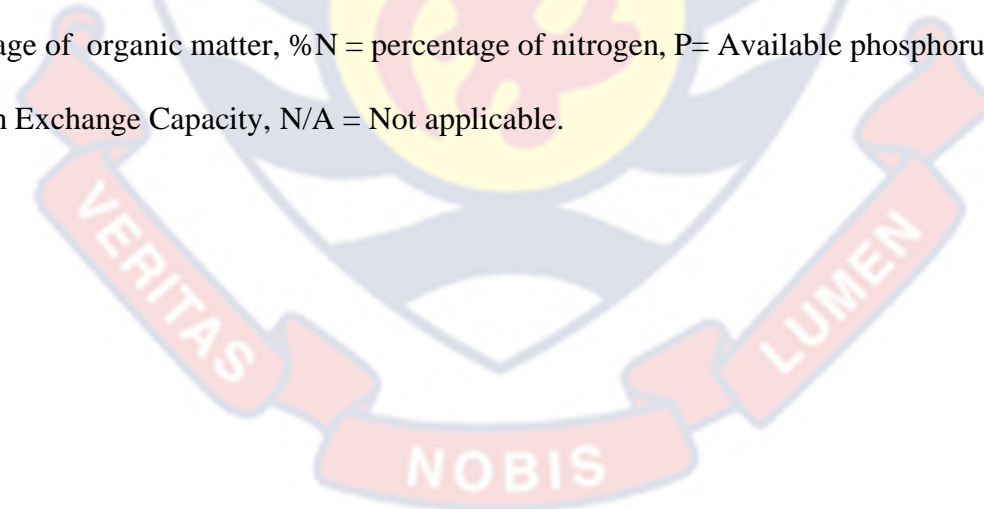 age of organic matter, %N = percentage of nitrogen, P= Available phosphoru
n Exchange Capacity, N/A = Not applicable.
VERITAS
NOBIS
LUMEN